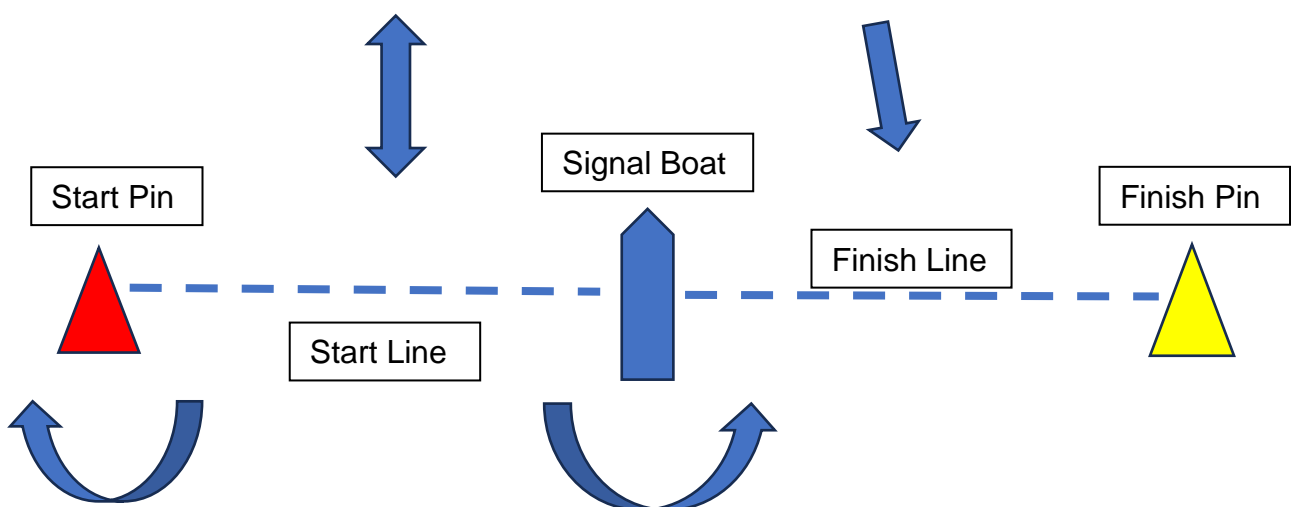 Signal Boat
Start Pin
Finish Pin
Finish Line
Start Line